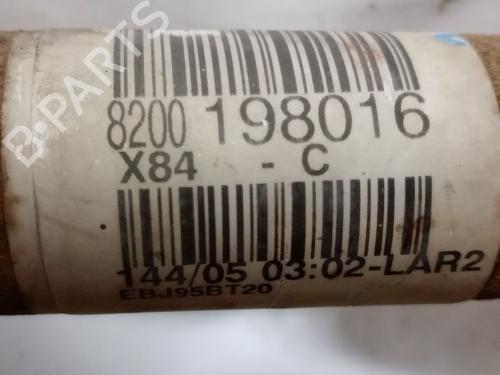 8200 198016
X84 - C
144/05 03:02-LAR2
EBJ95BT20
B-PARTS